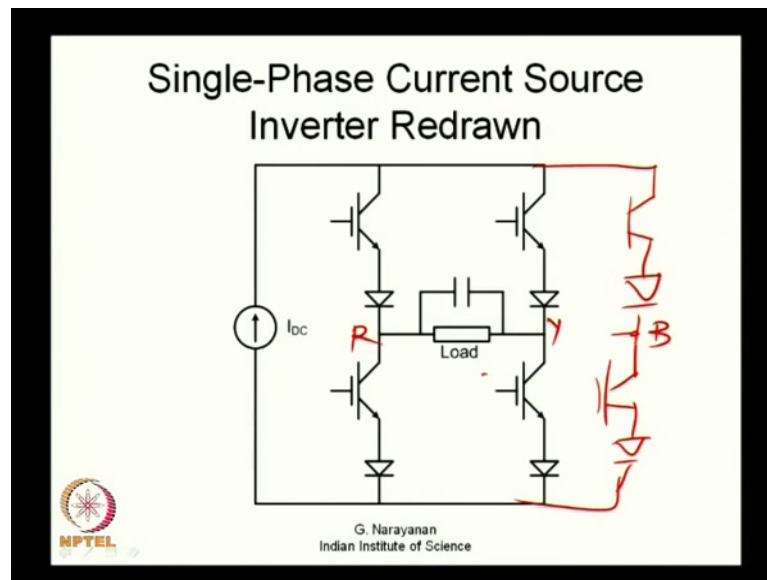 Single-Phase Current Source
Inverter Redrawn
I_DC
R
Y
B
Load
NPTEL
G. Narayanan
Indian Institute of Science